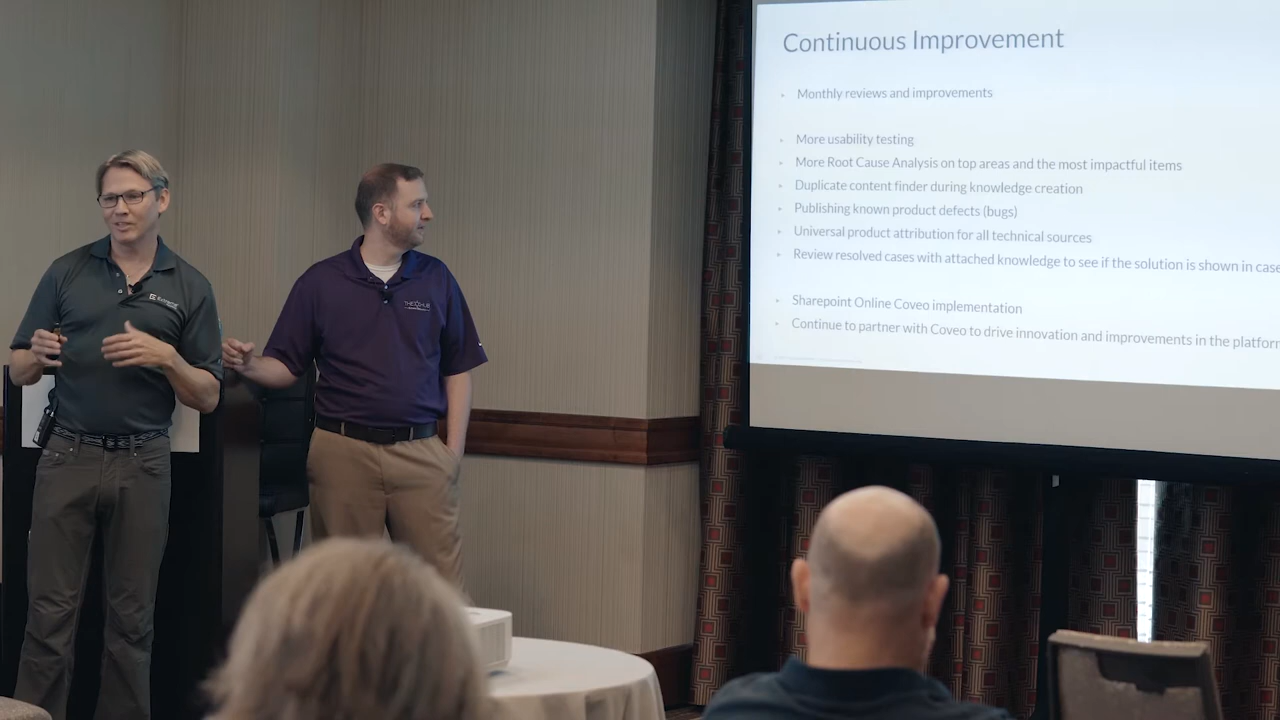 Continuous Improvement
Monthly reviews and improvements
More usability testing
More Root Cause Analysis on top areas and the most impactful items
Duplicate content finder during knowledge creation
Publishing known product defects (bugs)
Universal product attribution for all technical sources
Review resolved cases with attached knowledge to see if the solution is shown in case
Sharepoint Online Coveo implementation
Continue to partner with Coveo to drive innovation and improvements in the platform
Extreme